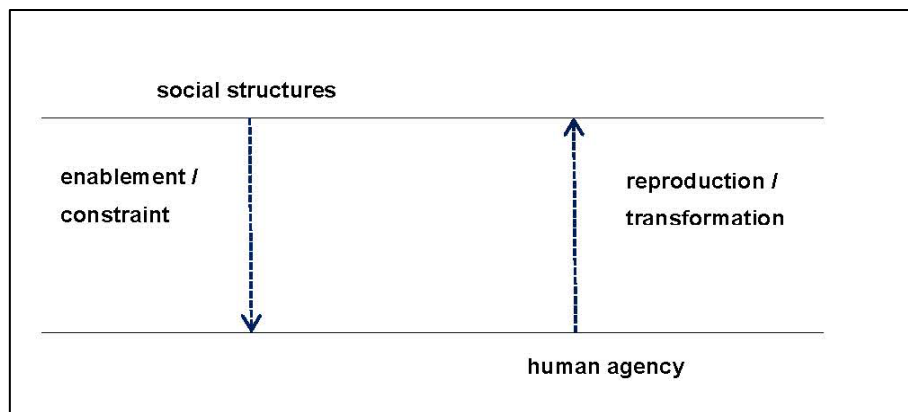 social structures
enablement /
constraint
reproduction /
transformation
human agency